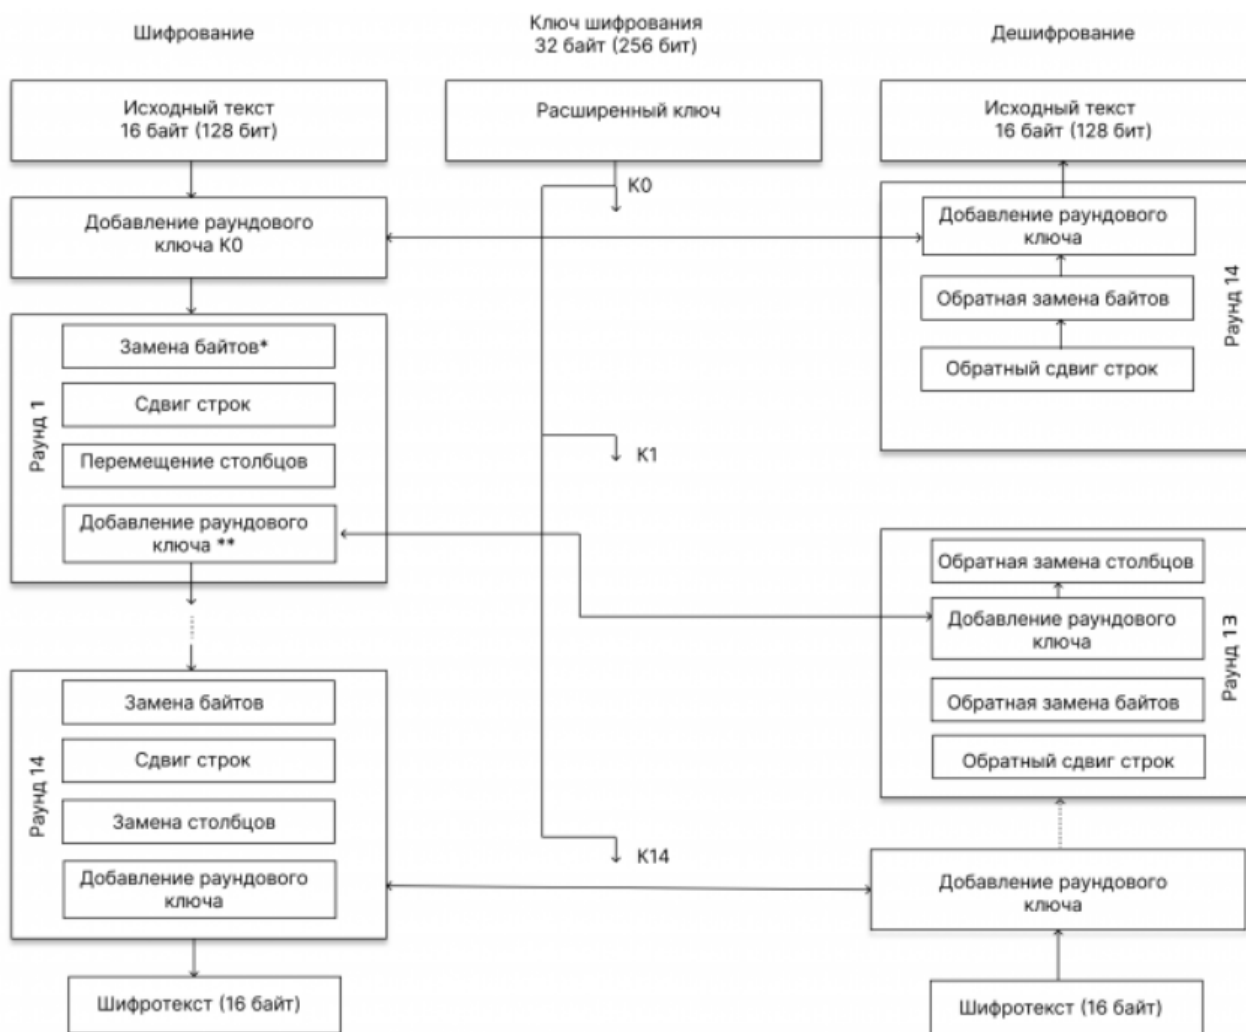 Шифрование
Ключ шифрования
32 байт (256 бит)
Дешифрование
Исходный текст
16 байт (128 бит)
Расширенный ключ
Исходный текст
16 байт (128 бит)
K0
Добавление раундового
ключа K0
Добавление раундового
ключа
Обратная замена байтов
Обратный сдвиг строк
Раунд 14
Раунд 1
Замена байтов*
Сдвиг строк
Перемещение столбцов
Добавление раундового
ключа **
K1
Обратная замена столбцов
Добавление раундового
ключа
Обратная замена байтов
Обратный сдвиг строк
Раунд 13
Раунд 14
Замена байтов
Сдвиг строк
Замена столбцов
Добавление раундового
ключа
K14
Добавление раундового
ключа
Шифротекст (16 байт)
Шифротекст (16 байт)